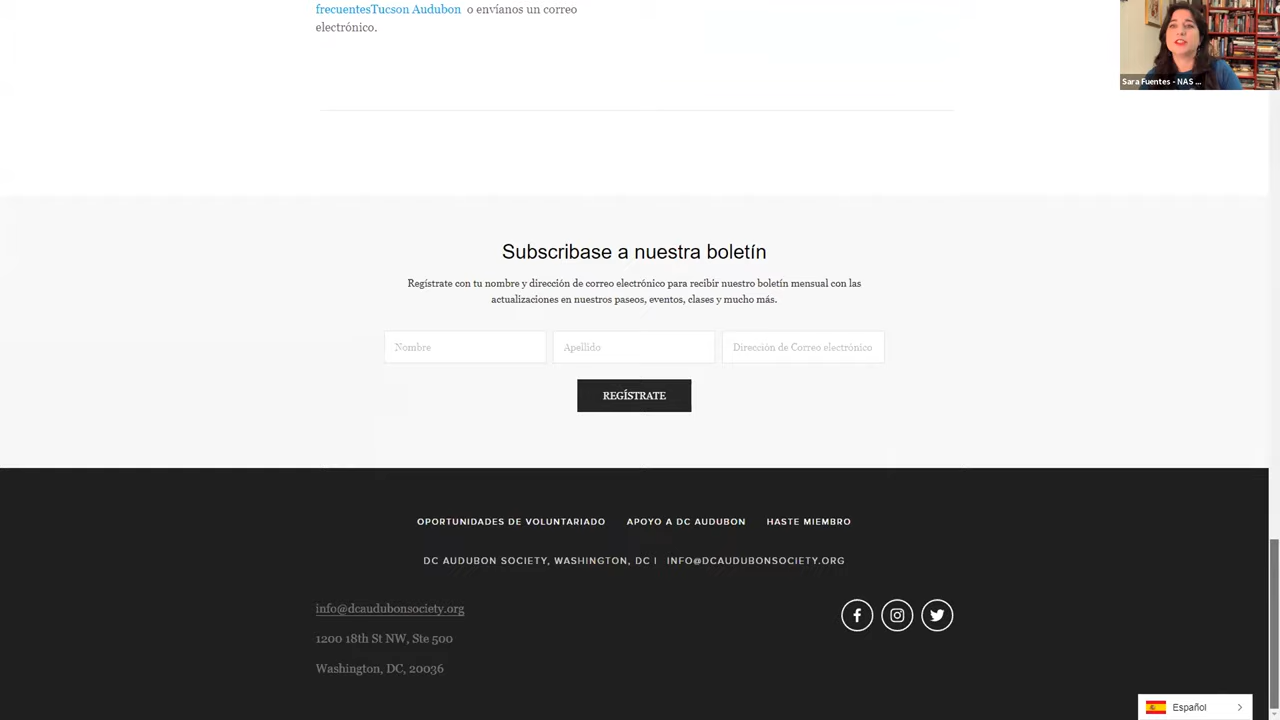 frecuentesTucson Audubon o envíanos un correo
electrónico.
Sara Fuentes - NAS ...
Subscribase a nuestra boletín
Regístrate con tu nombre y dirección de correo electrónico para recibir nuestro boletín mensual con las
actualizaciones en nuestros paseos, eventos, clases y mucho más.
Nombre
Apellido
Dirección de Correo electrónico
REGÍSTRATE
OPORTUNIDADES DE VOLUNTARIADO APOYO A DC AUDUBON HASTE MIEMBRO
DC AUDUBON SOCIETY, WASHINGTON, DC | INFO@DCAUDUBONSOCIETY.ORG
info@dcaudubonsociety.org
1200 18th St NW, Ste 500
Washington, DC, 20036
Español